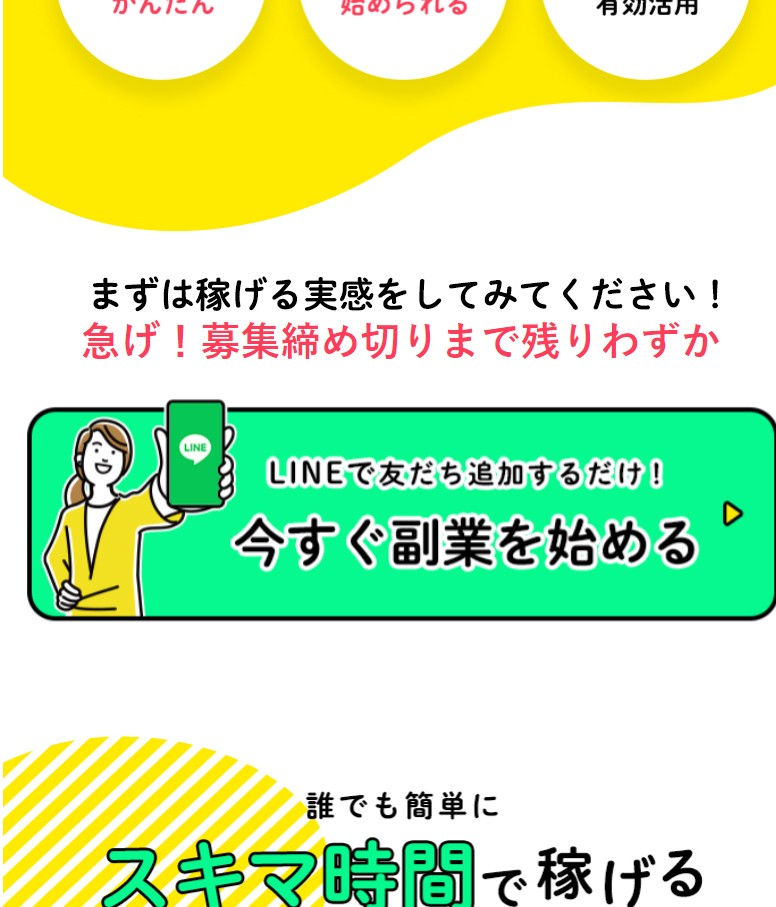 かんたん
始められる
有効活用
まずは稼げる実感をしてみてください！
急げ！募集締め切りまで残りわずか
LINE
LINEで友だち追加するだけ！
今すぐ副業を始める
誰でも簡単に
スキマ時間で稼げる